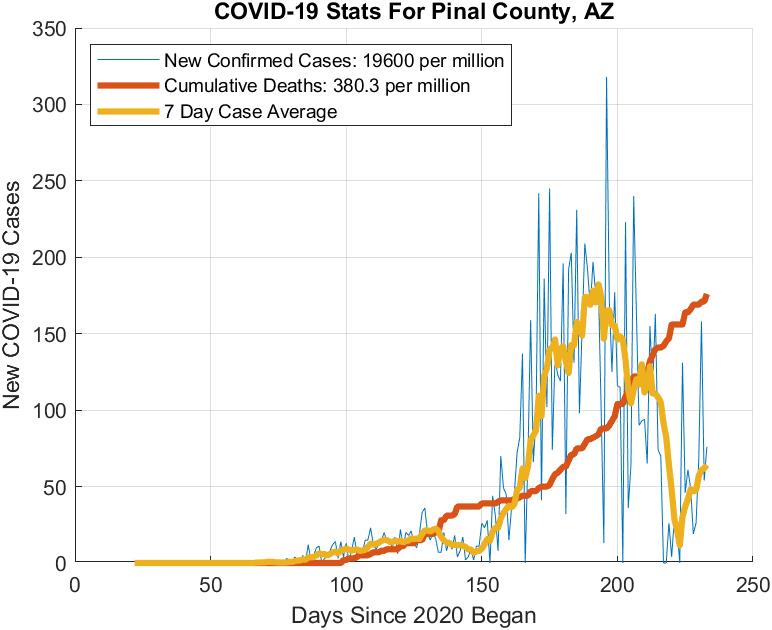 COVID-19 Stats For Pinal County, AZ
350
New Confirmed Cases: 19600 per million
Cumulative Deaths: 380.3 per million
7 Day Case Average
300
250
200
150
100
50
0
New COVID-19 Cases
0 50 100 150 200 250
Days Since 2020 Began